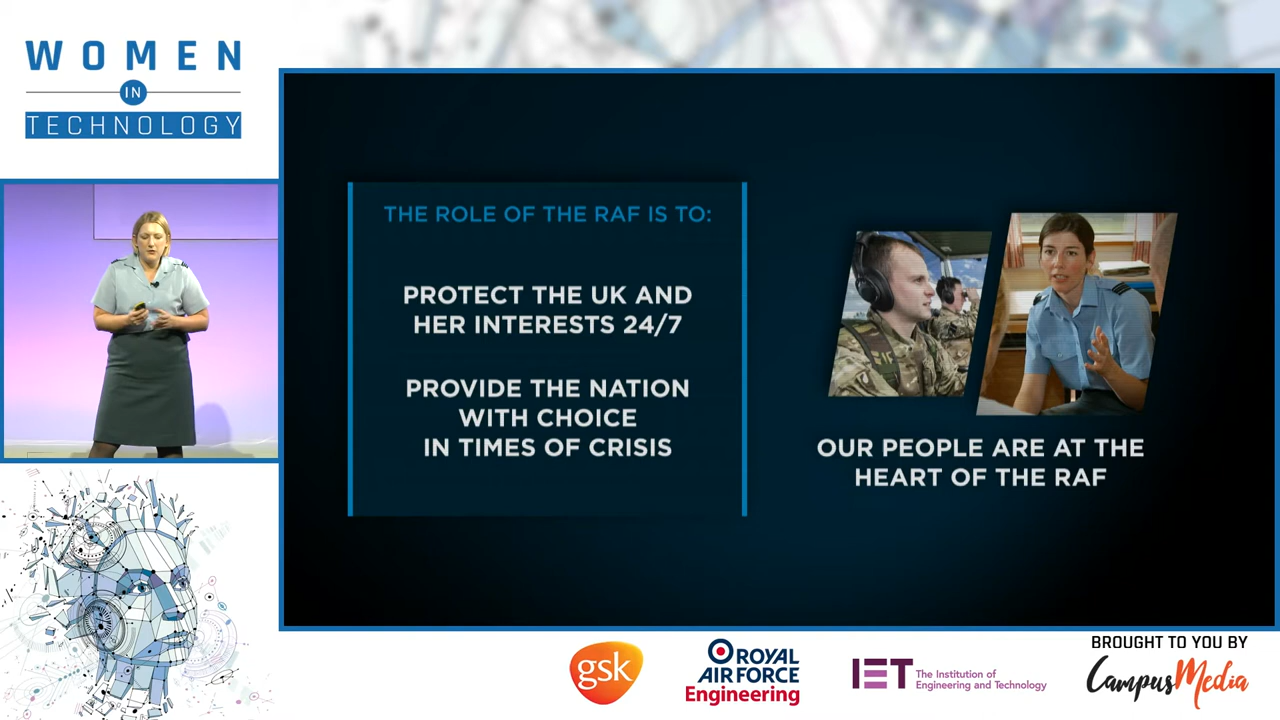 WOMEN
IN
TECHNOLOGY
THE ROLE OF THE RAF IS TO:
PROTECT THE UK AND
HER INTERESTS 24/7
PROVIDE THE NATION
WITH CHOICE
IN TIMES OF CRISIS
OUR PEOPLE ARE AT THE
HEART OF THE RAF
gsk
ROYAL
AIR FORCE
Engineering
IET
The Institution of
Engineering and Technology
BROUGHT TO YOU BY
CampusMedia